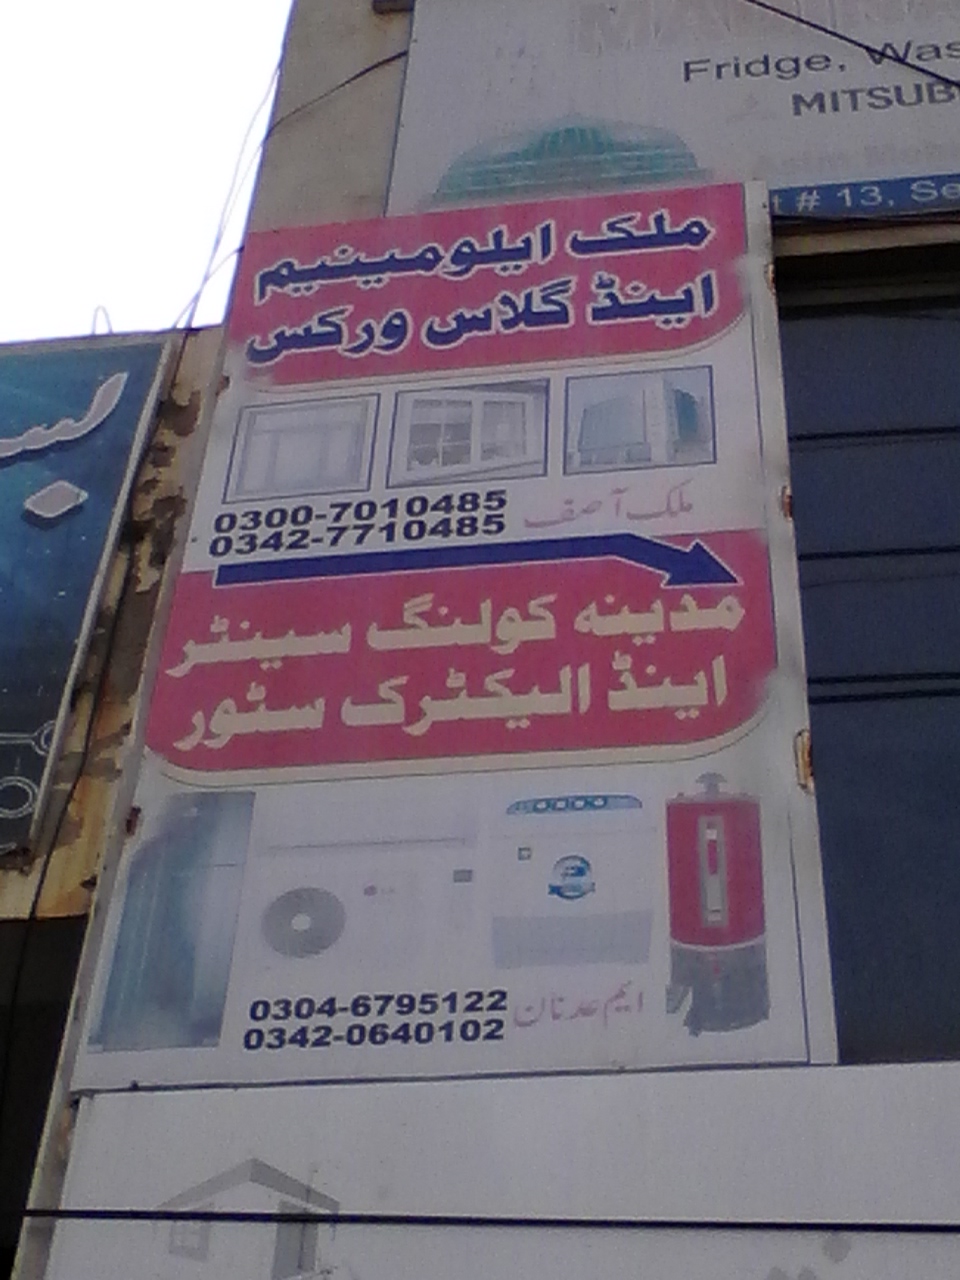 Fridge, Was
MITSUB
t # 13, Se
ملک ایلومینیم
اینڈ گلاس ورکس
ملک آصف
0300-7010485
0342-7710485
مدینہ کولنگ سینٹر
اینڈ الیکٹرک سٹور
ایم عدنان
0304-6795122
0342-0640102